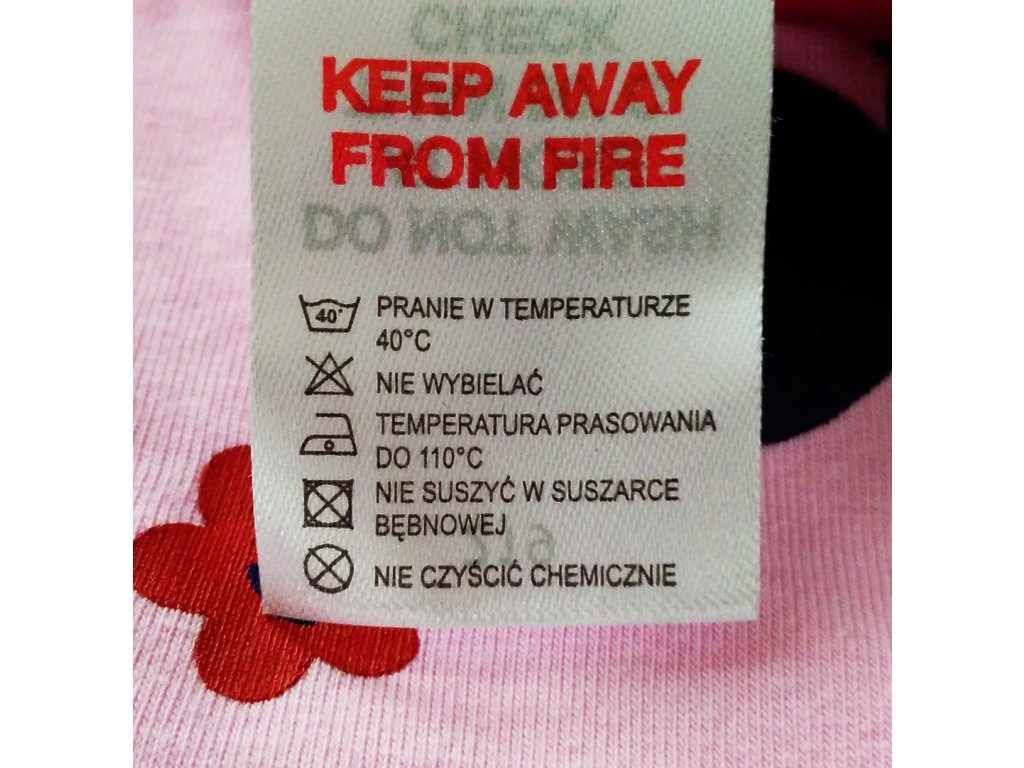 CHECK
KEEP AWAY
FROM FIRE
DO NOT WASH
40°
PRANIE W TEMPERATURZE
40°C
NIE WYBIELAĆ
TEMPERATURA PRASOWANIA
DO 110°C
NIE SUSZYĆ W SUSZARCE
BĘBNOWEJ
NIE CZYŚCIĆ CHEMICZNIE